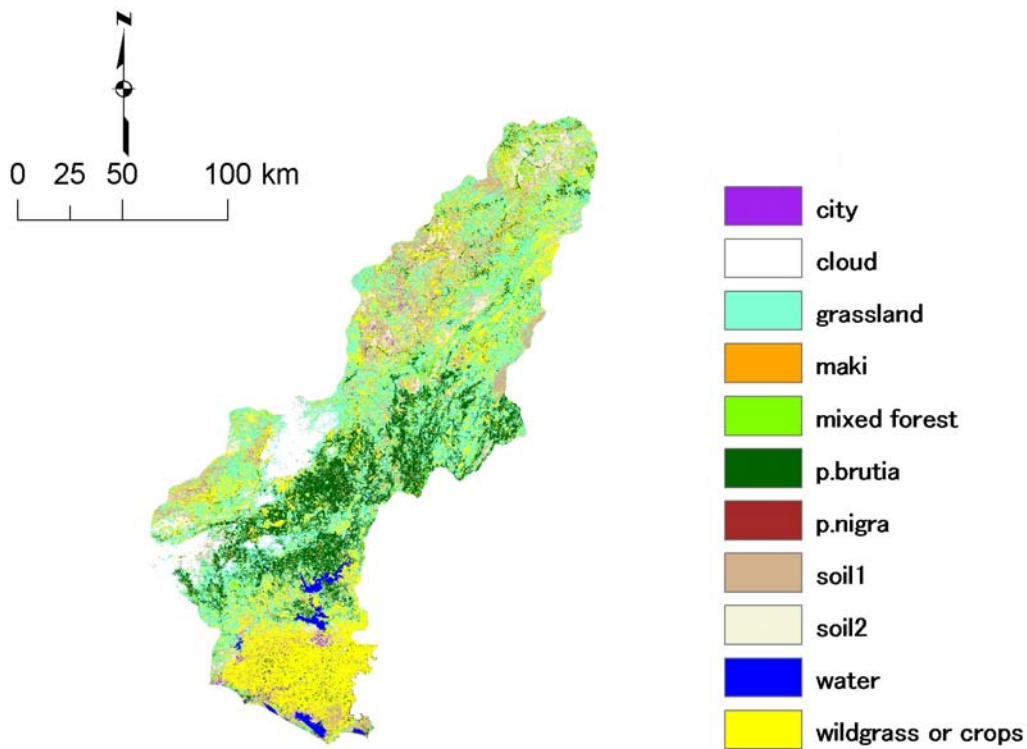 N
0 25 50 100 km
city
cloud
grassland
maki
mixed forest
p.brutia
p.nigra
soil1
soil2
water
wildgrass or crops